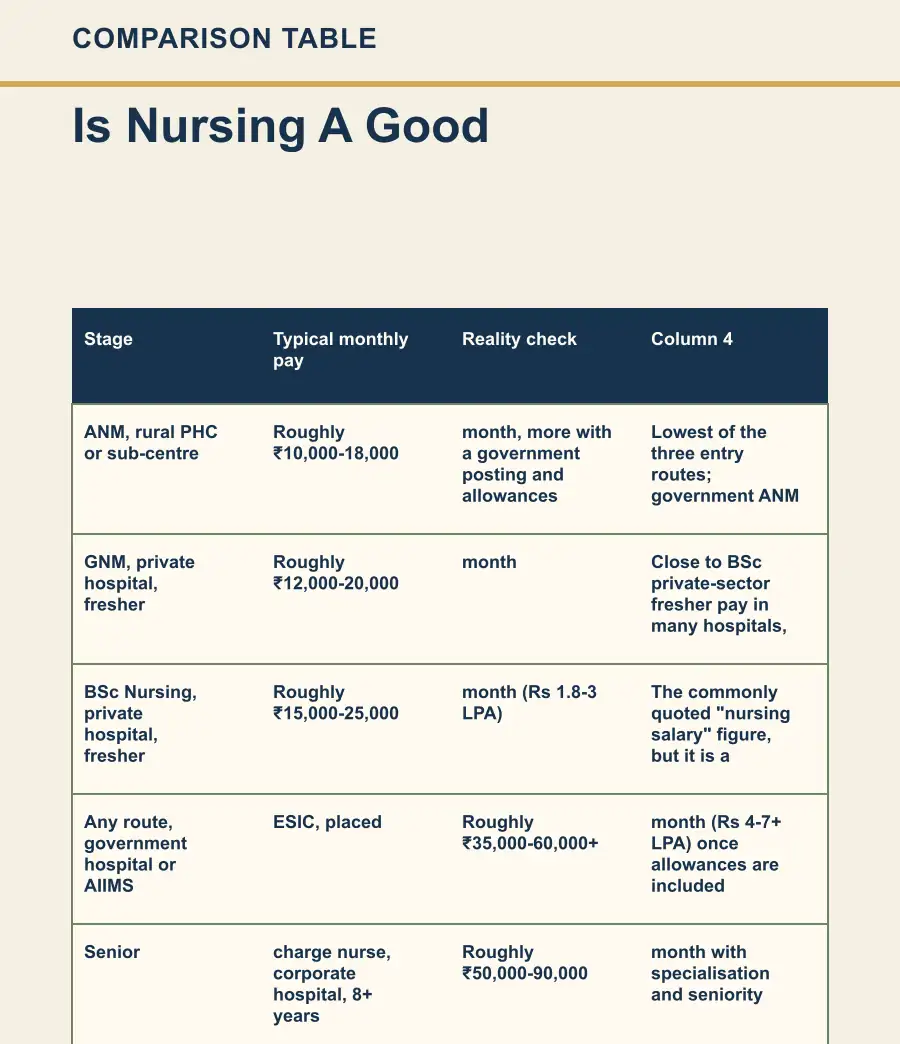 COMPARISON TABLE
Is Nursing A Good
Stage
Typical monthly
pay
Reality check
Column 4
ANM, rural PHC
or sub-centre
Roughly
₹10,000-18,000
month, more with
a government
posting and
allowances
Lowest of the
three entry
routes;
government ANM
GNM, private
hospital,
fresher
Roughly
₹12,000-20,000
month
Close to BSc
private-sector
fresher pay in
many hospitals,
BSc Nursing,
private
hospital,
fresher
Roughly
₹15,000-25,000
month (Rs 1.8-3
LPA)
The commonly
quoted "nursing
salary" figure,
but it is a
Any route,
government
hospital or
AIIMS
ESIC, placed
Roughly
₹35,000-60,000+
month (Rs 4-7+
LPA) once
allowances are
included
Senior
charge nurse,
corporate
hospital, 8+
years
Roughly
₹50,000-90,000
month with
specialisation
and seniority